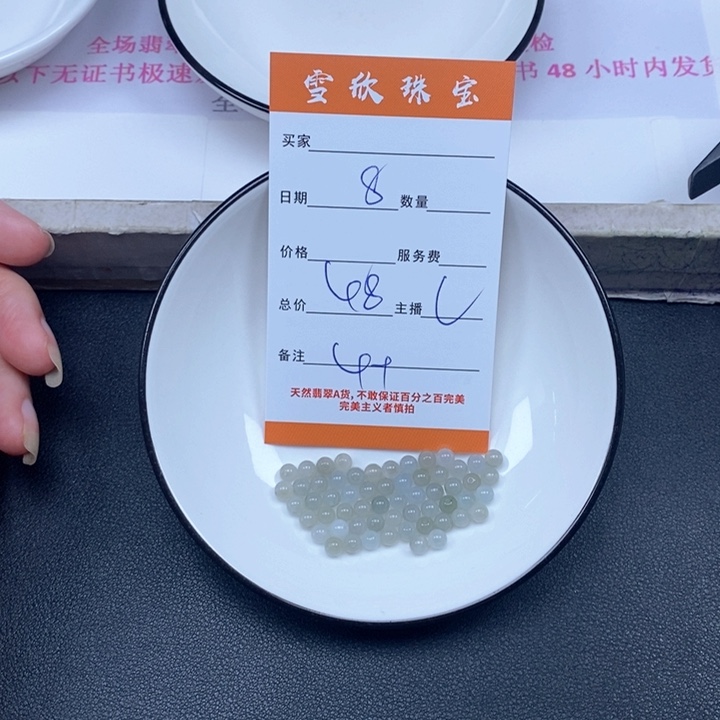 全场翡
检
以下无证书极速
书 48 小时内发货
全
雪欣珠宝
买家
日期 8 数量
价格 服务费
总价 48 主播
备注
天然翡翠A货，不敢保证百分之百完美
完美主义者慎拍